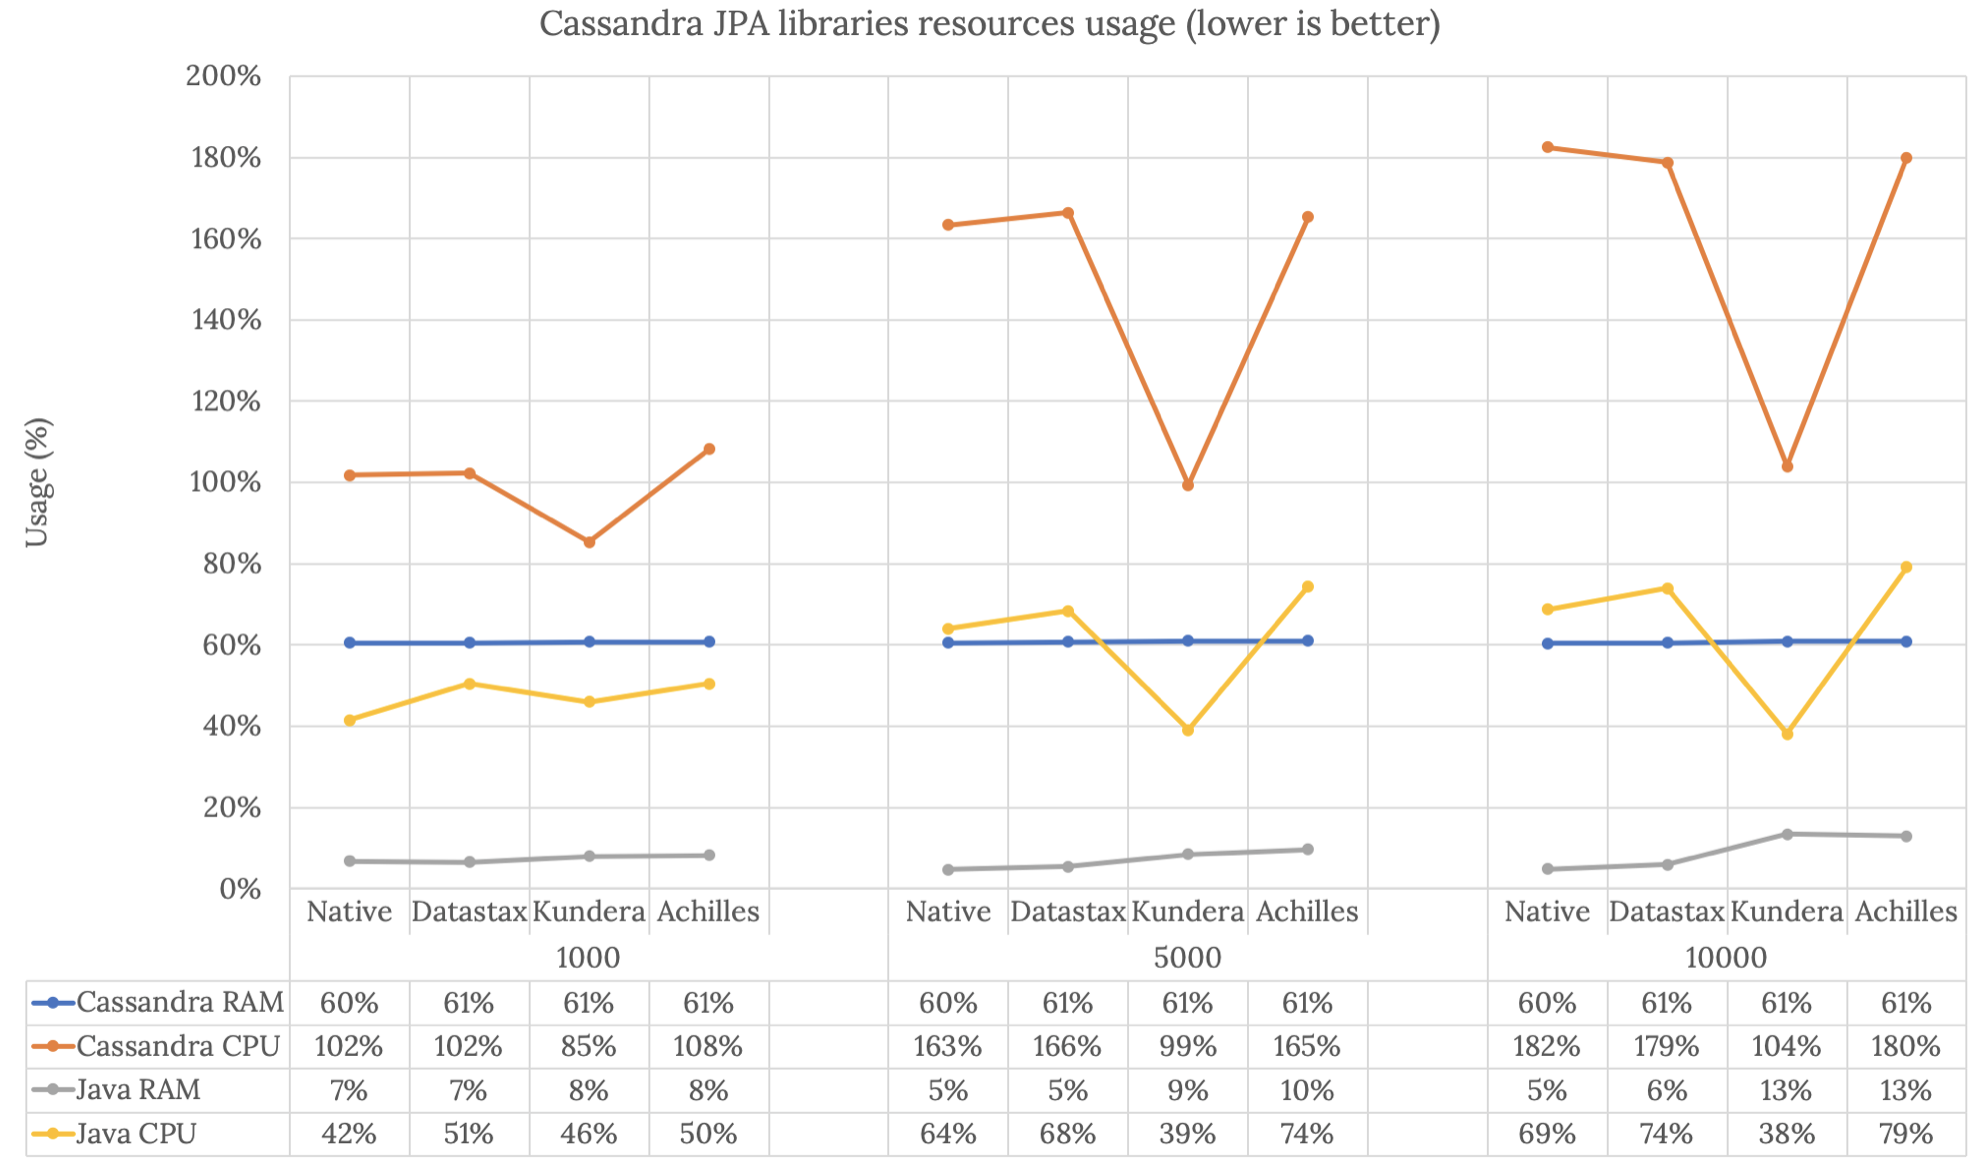 Cassandra JPA libraries resources usage (lower is better)
200%
180%
160%
140%
120%
100%
80%
60%
40%
20%
0%
Usage (%)
Native Datastax Kundera Achilles Native Datastax Kundera Achilles Native Datastax Kundera Achilles
1000 5000 10000
Cassandra RAM 60% 61% 61% 61% 60% 61% 61% 61% 60% 61% 61% 61%
Cassandra CPU 102% 102% 85% 108% 163% 166% 99% 165% 182% 179% 104% 180%
Java RAM 7% 7% 8% 8% 5% 5% 9% 10% 5% 6% 13% 13%
Java CPU 42% 51% 46% 50% 64% 68% 39% 74% 69% 74% 38% 79%